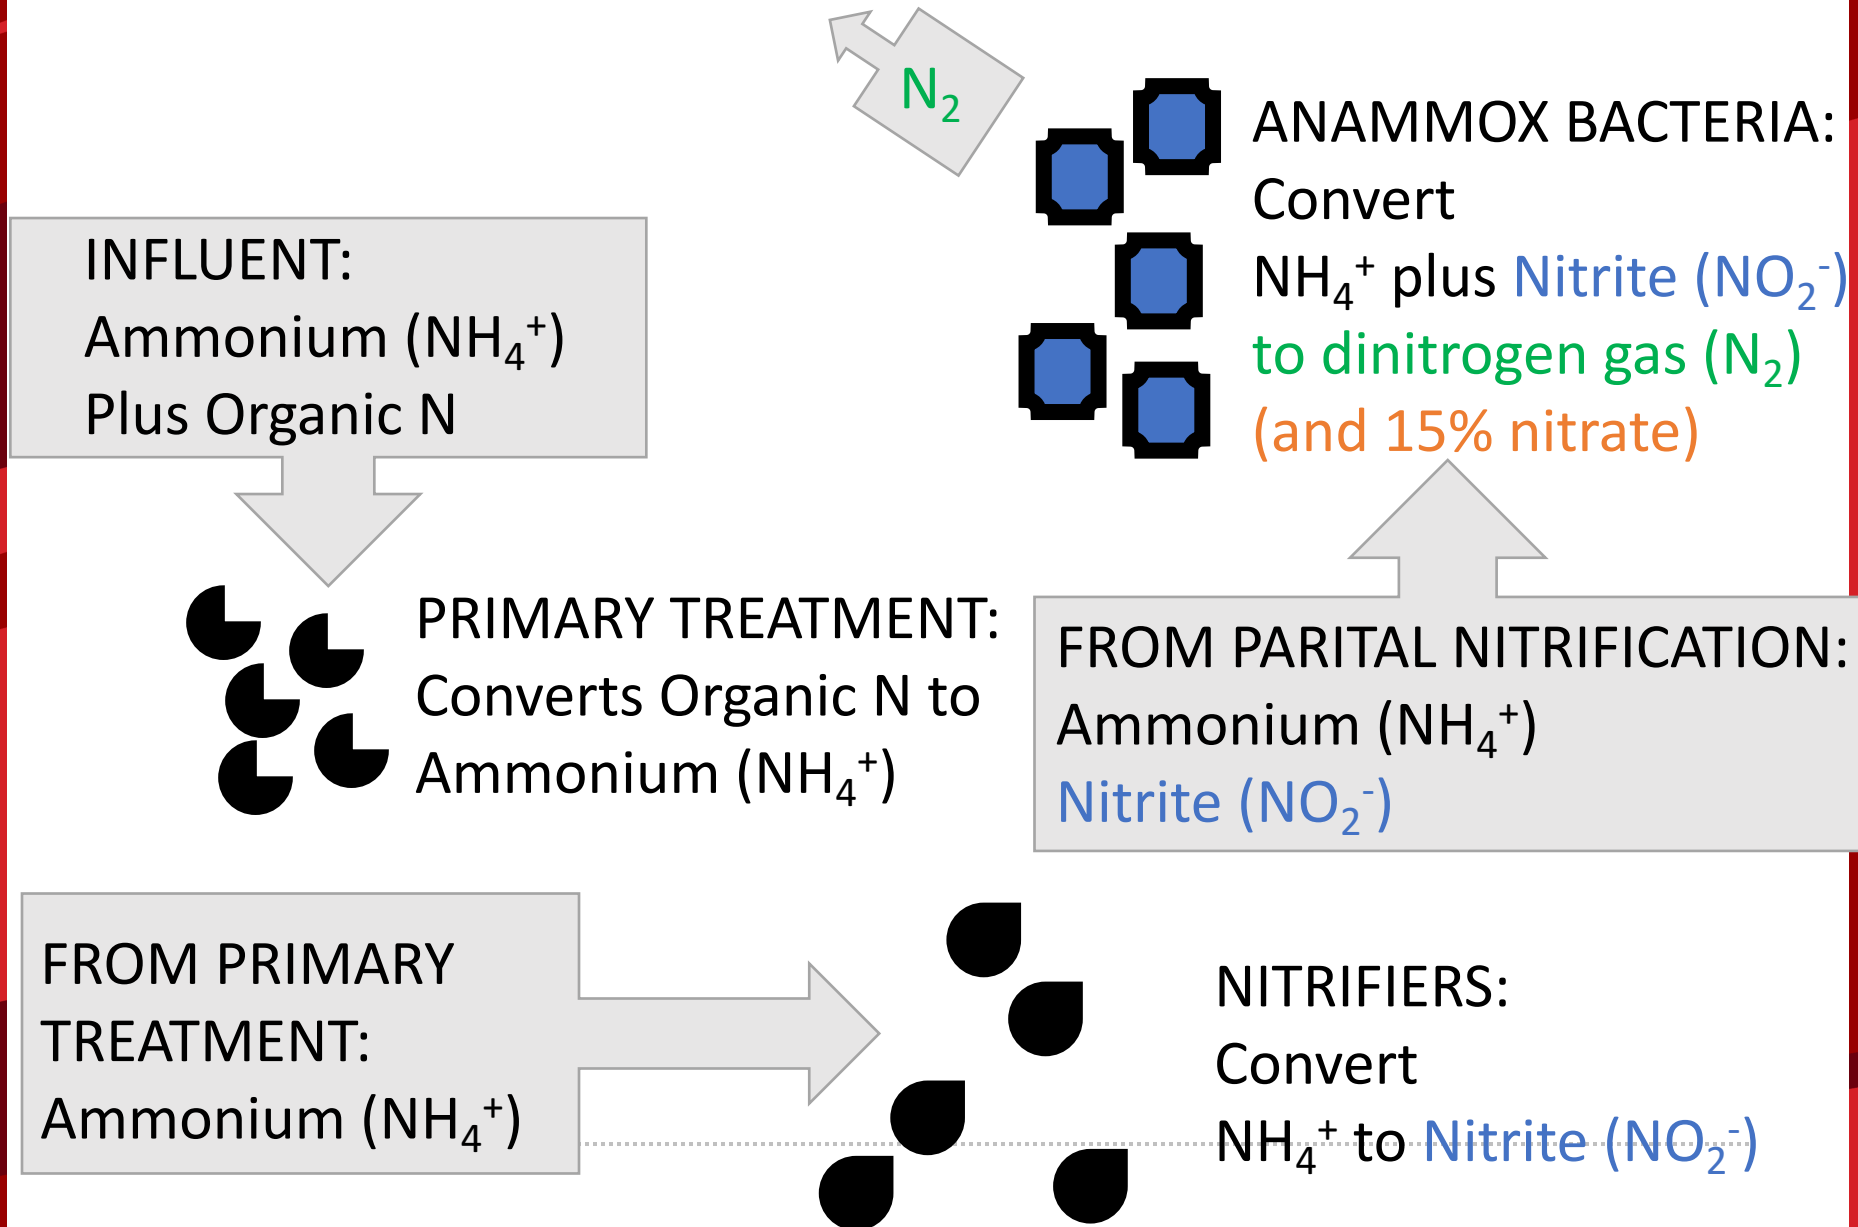 INFLUENT:
Ammonium (NH₄⁺)
Plus Organic N
PRIMARY TREATMENT:
Converts Organic N to
Ammonium (NH₄⁺)
FROM PRIMARY
TREATMENT:
Ammonium (NH₄⁺)
NITRIFIERS:
Convert
NH₄⁺ to Nitrite (NO₂⁻)
FROM PARITAL NITRIFICATION:
Ammonium (NH₄⁺)
Nitrite (NO₂⁻)
ANAMMOX BACTERIA:
Convert
NH₄⁺ plus Nitrite (NO₂⁻)
to dinitrogen gas (N₂)
(and 15% nitrate)
N₂